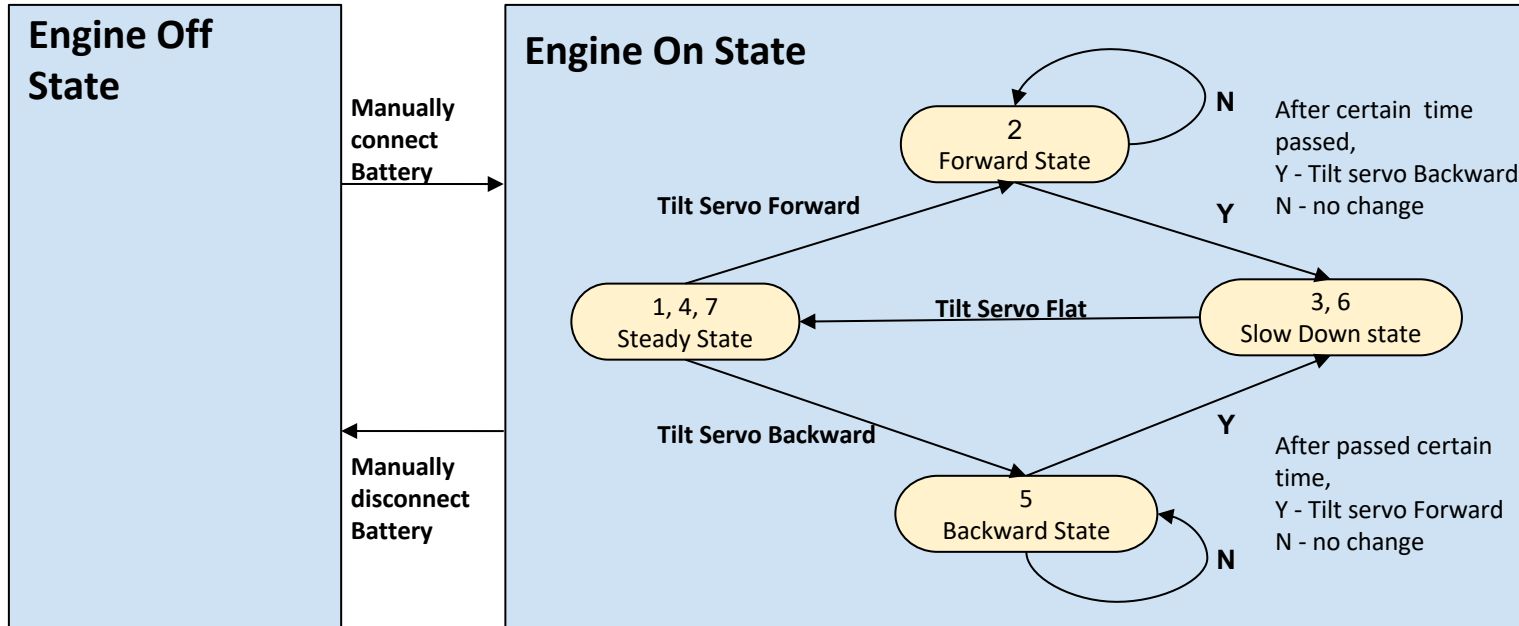 Engine Off
State
Manually
connect
Battery
Manually
disconnect
Battery
Engine On State
2
Forward State
N
After certain time
passed,
Y - Tilt servo Backward
N - no change
Tilt Servo Forward
Y
1, 4, 7
Steady State
Tilt Servo Flat
3, 6
Slow Down state
Tilt Servo Backward
Y
5
Backward State
N
After passed certain
time,
Y - Tilt servo Forward
N - no change